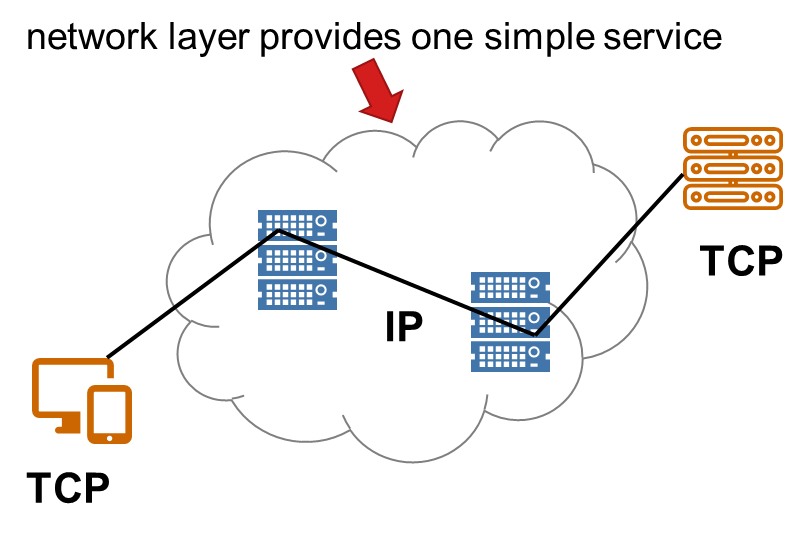 network layer provides one simple service
TCP
IP
TCP